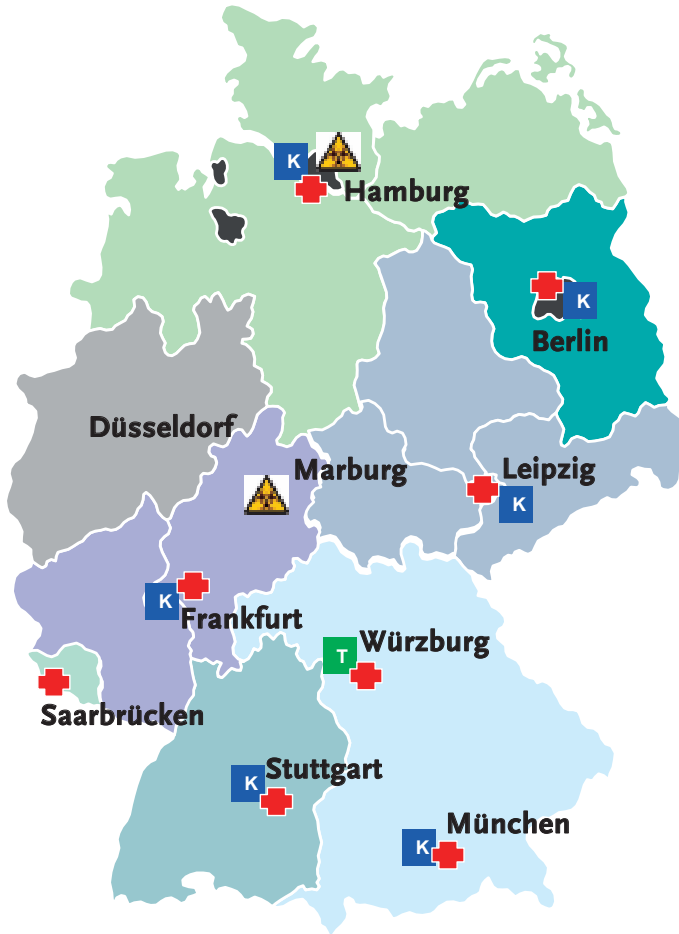 K
Hamburg
K
Berlin
Düsseldorf
Marburg
Leipzig
K
K
Frankfurt
T
Würzburg
Saarbrücken
K
Stuttgart
K
München